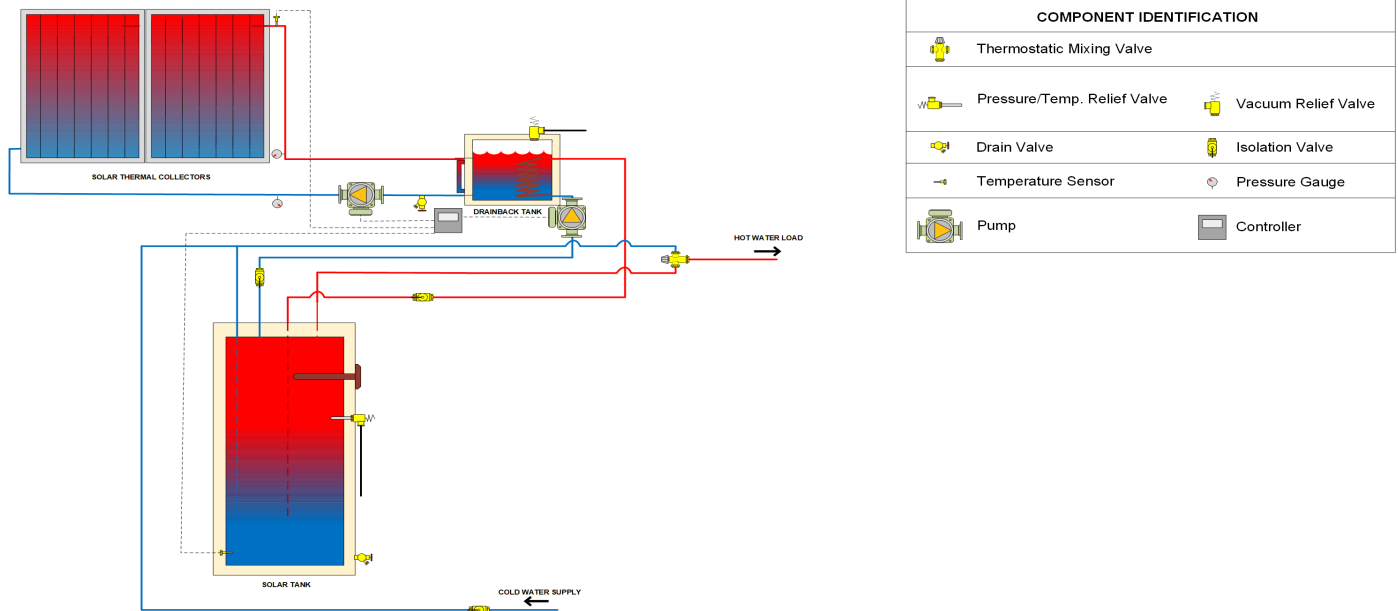 SOLAR THERMAL COLLECTORS
DRAINBACK TANK
HOT WATER LOAD
SOLAR TANK
COLD WATER SUPPLY
COMPONENT IDENTIFICATION
Thermostatic Mixing Valve
Pressure/Temp. Relief Valve
Vacuum Relief Valve
Drain Valve
Isolation Valve
Temperature Sensor
Pressure Gauge
Pump
Controller